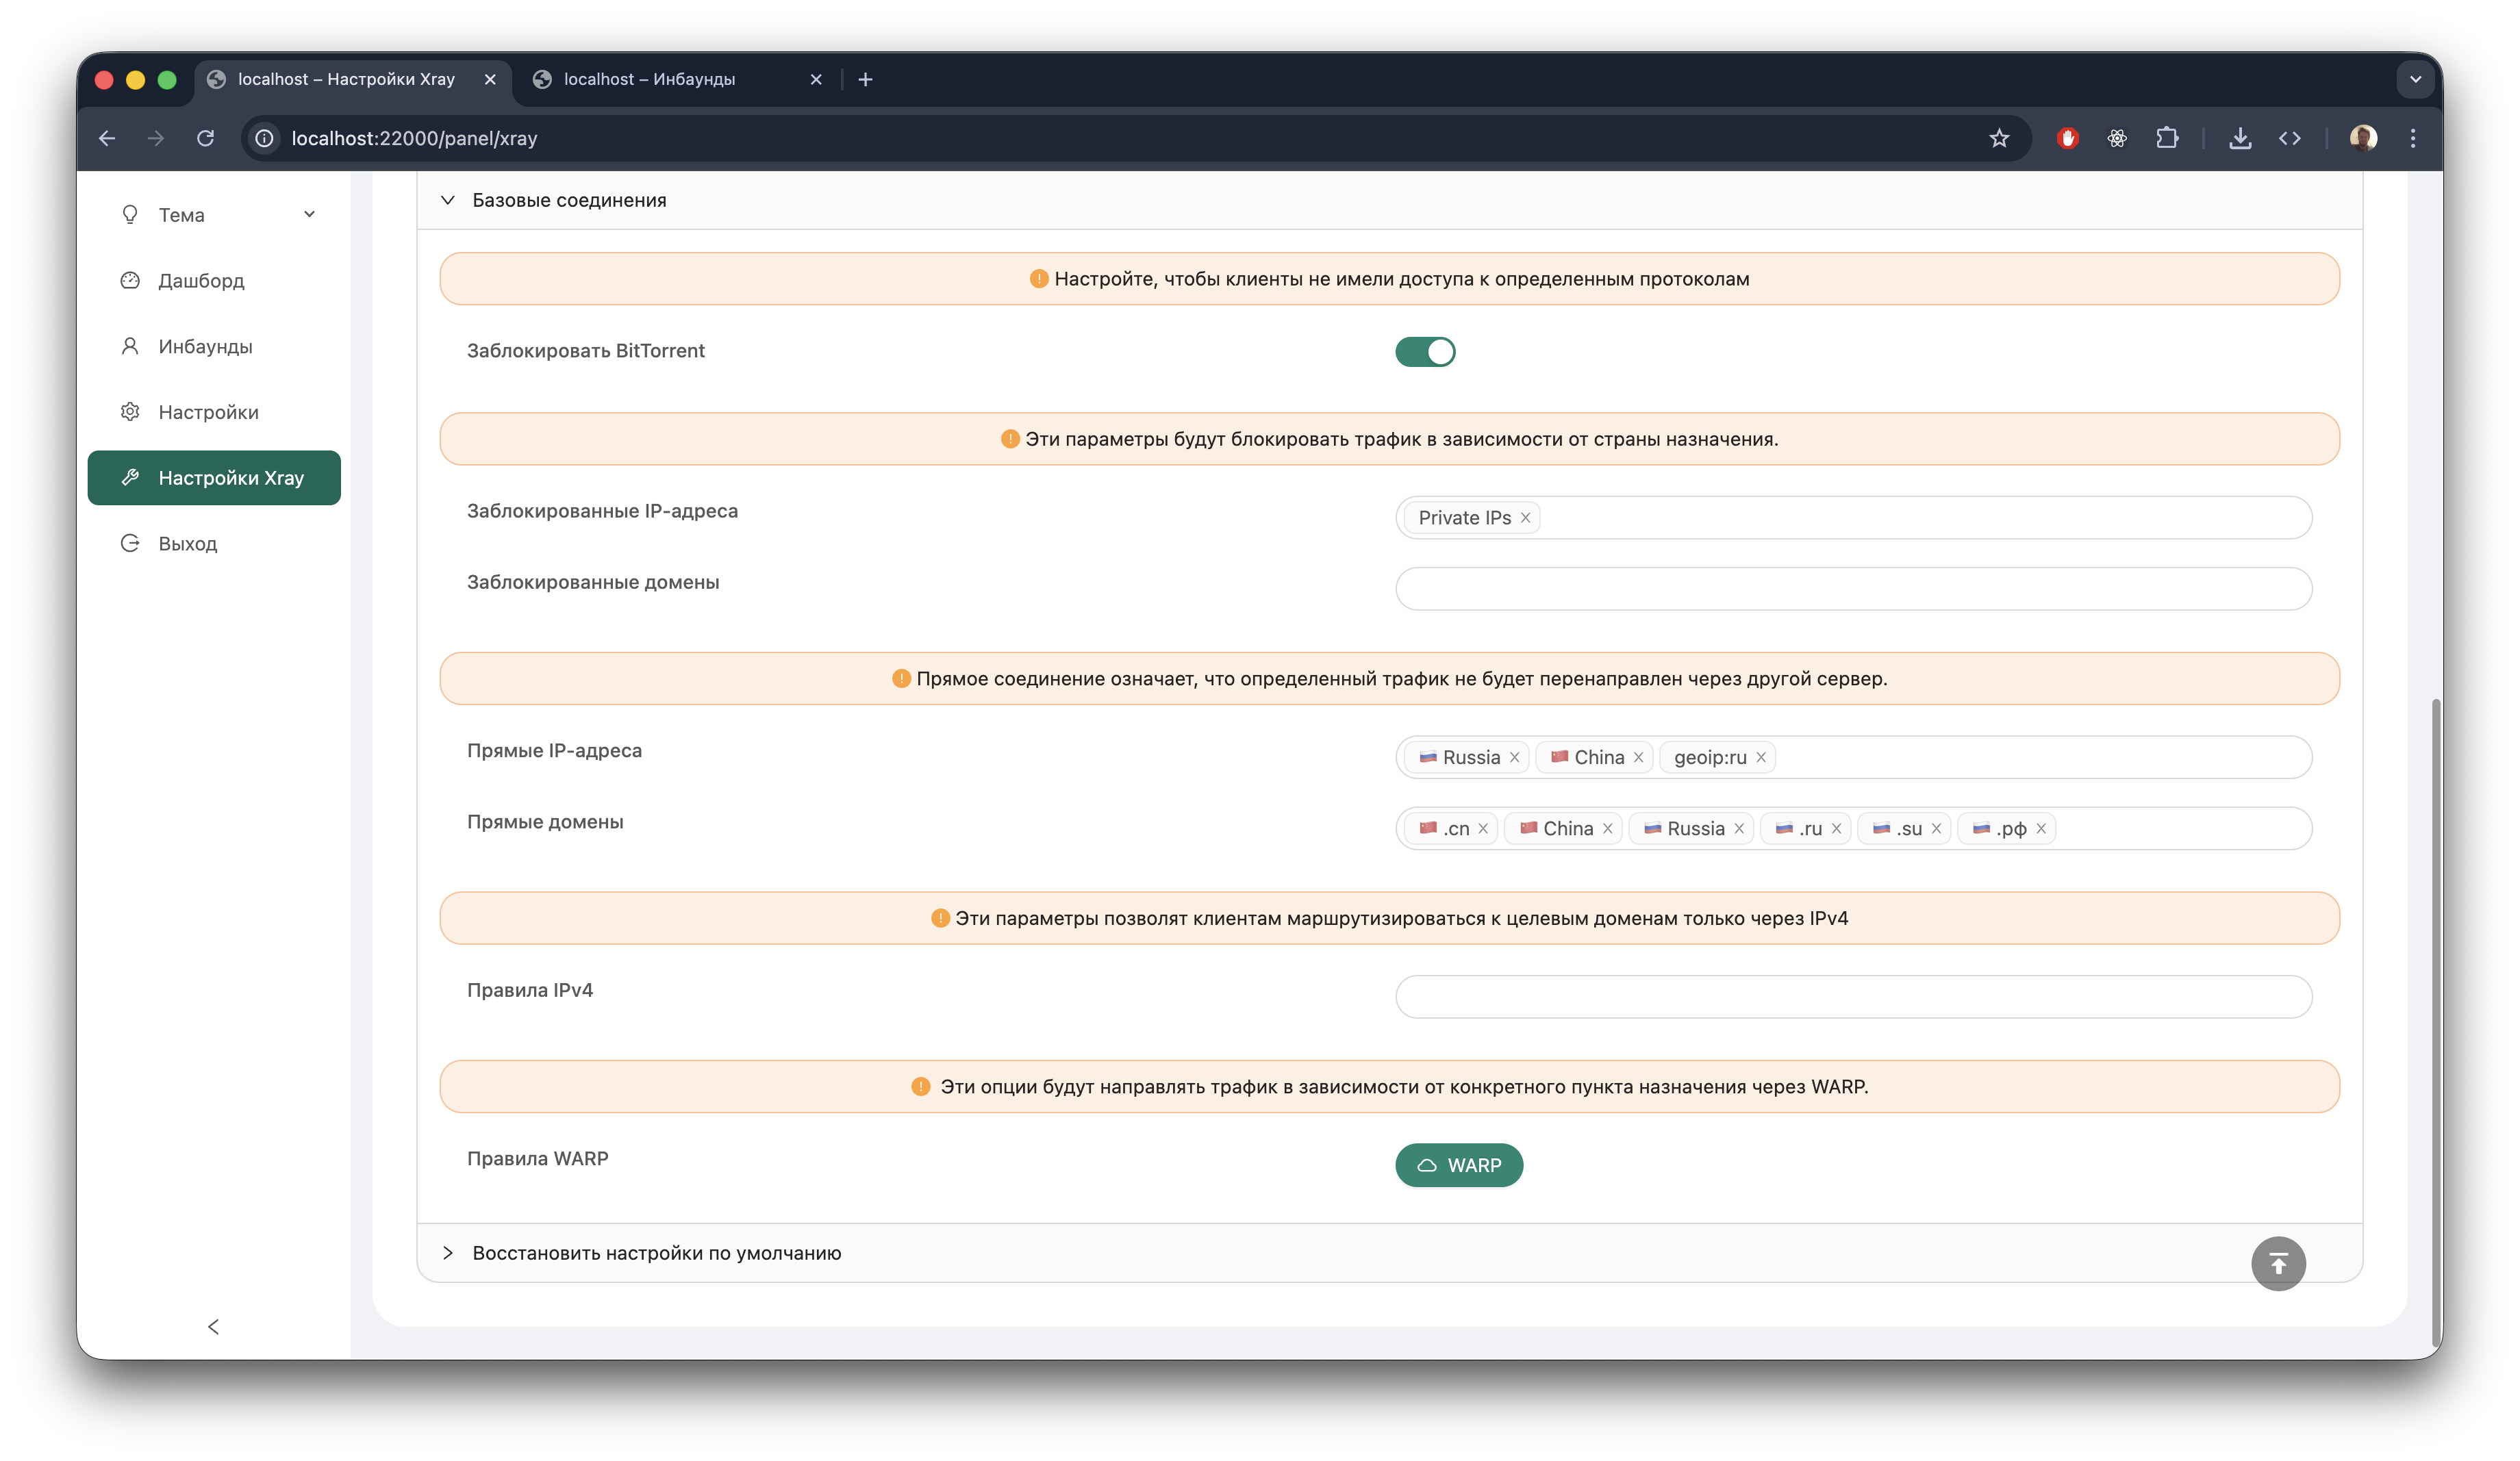 localhost – Настройки Xray
localhost – Инбаунды
localhost:22000/panel/xray
Тема
Дашборд
Инбаунды
Настройки
Настройки Xray
Выход
Базовые соединения
Настройте, чтобы клиенты не имели доступа к определенным протоколам
Заблокировать BitTorrent
Эти параметры будут блокировать трафик в зависимости от страны назначения.
Заблокированные IP-адреса
Private IPs
Заблокированные домены
Прямое соединение означает, что определенный трафик не будет перенаправлен через другой сервер.
Прямые IP-адреса
Russia China geoip:ru
Прямые домены
.cn China Russia .ru .su .рф
Эти параметры позволят клиентам маршрутизироваться к целевым доменам только через IPv4
Правила IPv4
Эти опции будут направлять трафик в зависимости от конкретного пункта назначения через WARP.
Правила WARP
WARP
Восстановить настройки по умолчанию